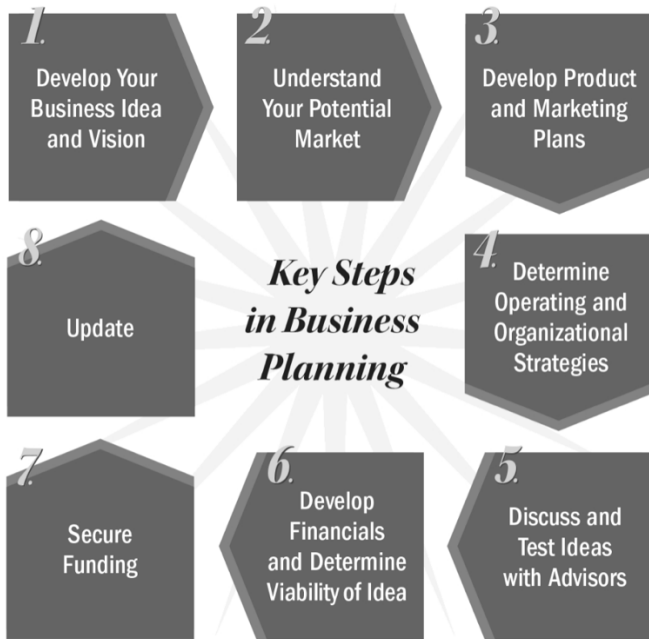 1.
Develop Your
Business Idea
and Vision
2.
Understand
Your Potential
Market
3.
Develop Product
and Marketing
Plans
8.
Update
Key Steps
in Business
Planning
4.
Determine
Operating and
Organizational
Strategies
7.
Secure
Funding
6.
Develop
Financials
and Determine
Viability of Idea
5.
Discuss and
Test Ideas
with Advisors